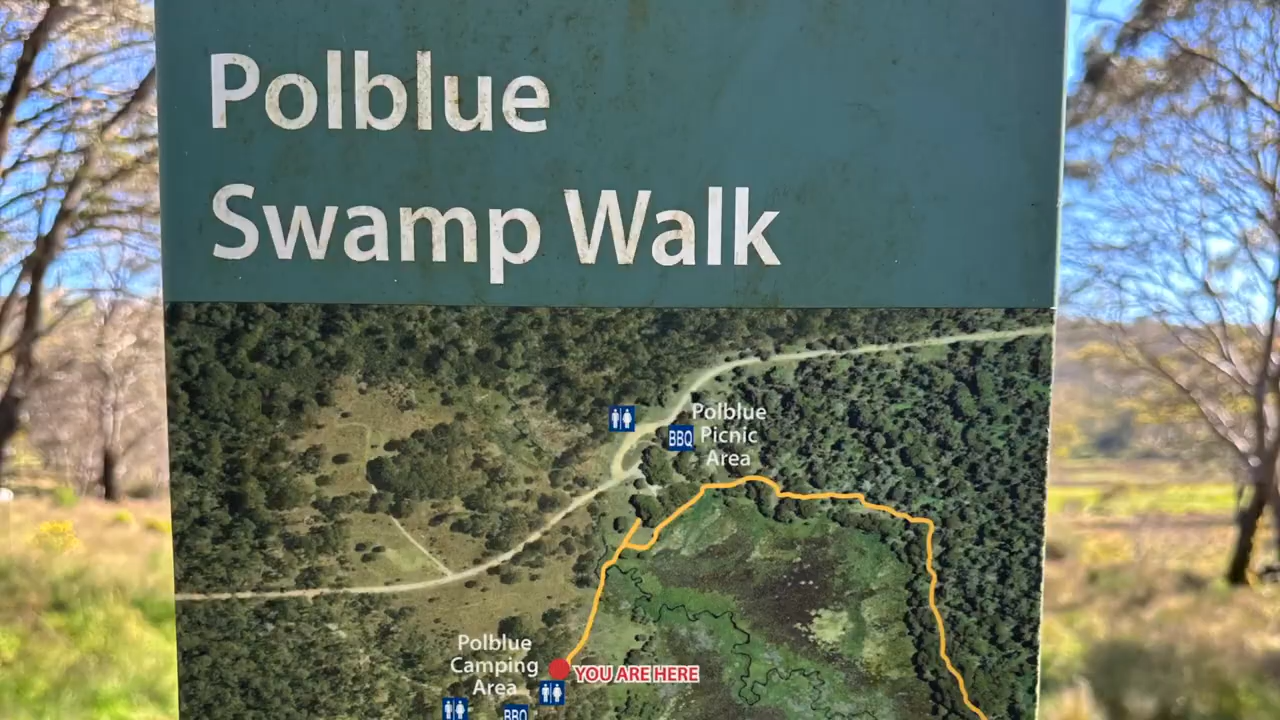 Polblue
Swamp Walk
BBQ
Polblue
Picnic
Area
Polblue
Camping
Area
YOU ARE HERE
BBQ